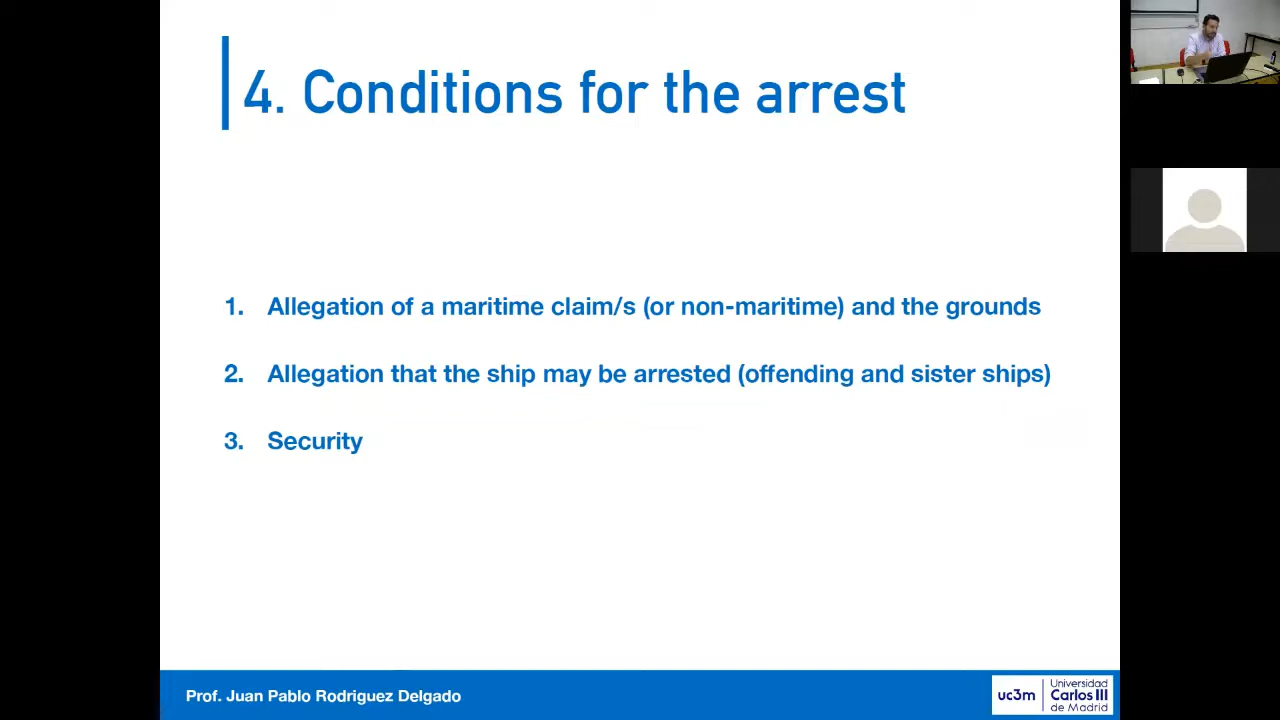 4. Conditions for the arrest
1. Allegation of a maritime claim/s (or non-maritime) and the grounds
2. Allegation that the ship may be arrested (offending and sister ships)
3. Security
Prof. Juan Pablo Rodriguez Delgado
uc3m
Universidad
Carlos III
de Madrid